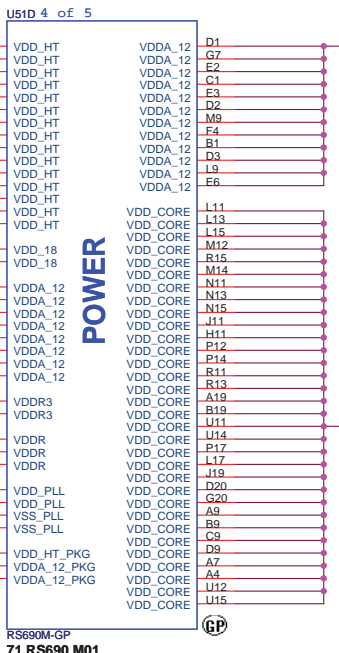 U51D 4 of 5
VDD_HT VDDA_12 D1
VDD_HT VDDA_12 G7
VDD_HT VDDA_12 E2
VDD_HT VDDA_12 C1
VDD_HT VDDA_12 E3
VDD_HT VDDA_12 D2
VDD_HT VDDA_12 M9
VDD_HT VDDA_12 F4
VDD_HT VDDA_12 B1
VDD_HT VDDA_12 D3
VDD_HT VDDA_12 L9
VDD_HT VDDA_12 E6
VDD_HT
VDD_HT VDD_CORE L11
VDD_HT VDD_CORE L13
VDD_CORE L15
VDD_18 VDD_CORE M12
VDD_18 VDD_CORE R15
VDD_CORE M14
VDDA_12 VDD_CORE N11
VDDA_12 VDD_CORE N13
VDDA_12 VDD_CORE N15
VDDA_12 VDD_CORE J11
VDDA_12 VDD_CORE H11
VDDA_12 VDD_CORE P12
VDDA_12 VDD_CORE P14
VDDA_12 VDD_CORE R11
VDD_CORE R13
VDDR3 VDD_CORE A19
VDDR3 VDD_CORE B19
VDD_CORE U11
VDDR VDD_CORE U14
VDDR VDD_CORE P17
VDDR VDD_CORE L17
VDD_CORE J19
VDD_PLL VDD_CORE D20
VDD_PLL VDD_CORE G20
VSS_PLL VDD_CORE A9
VSS_PLL VDD_CORE B9
VDD_CORE C9
VDD_HT_PKG VDD_CORE D9
VDDA_12_PKG VDD_CORE A7
VDDA_12_PKG VDD_CORE A4
VDD_CORE U12
VDD_CORE U15
POWER
GP
RS690M-GP
71.RS690.M01